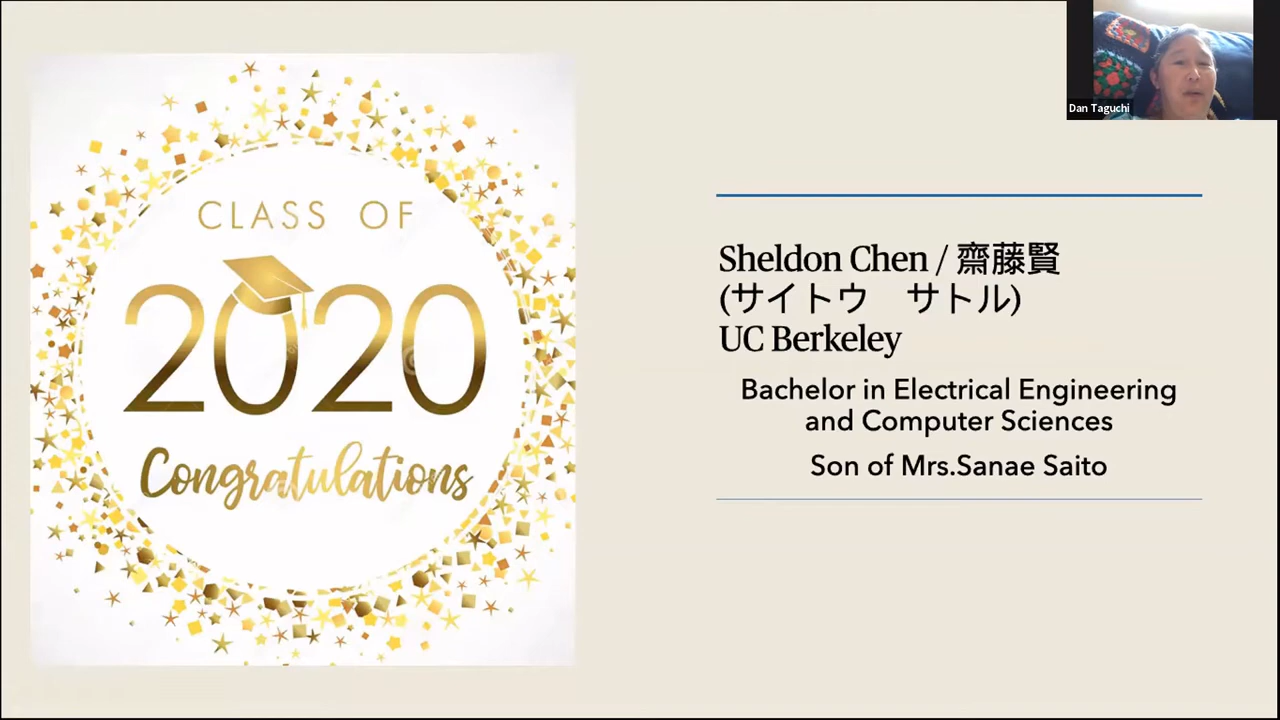 CLASS OF
2020
Congratulations
Sheldon Chen / 齋藤賢
(サイトウ　サトル)
UC Berkeley
Bachelor in Electrical Engineering
and Computer Sciences
Son of Mrs.Sanae Saito
Dan Taguchi